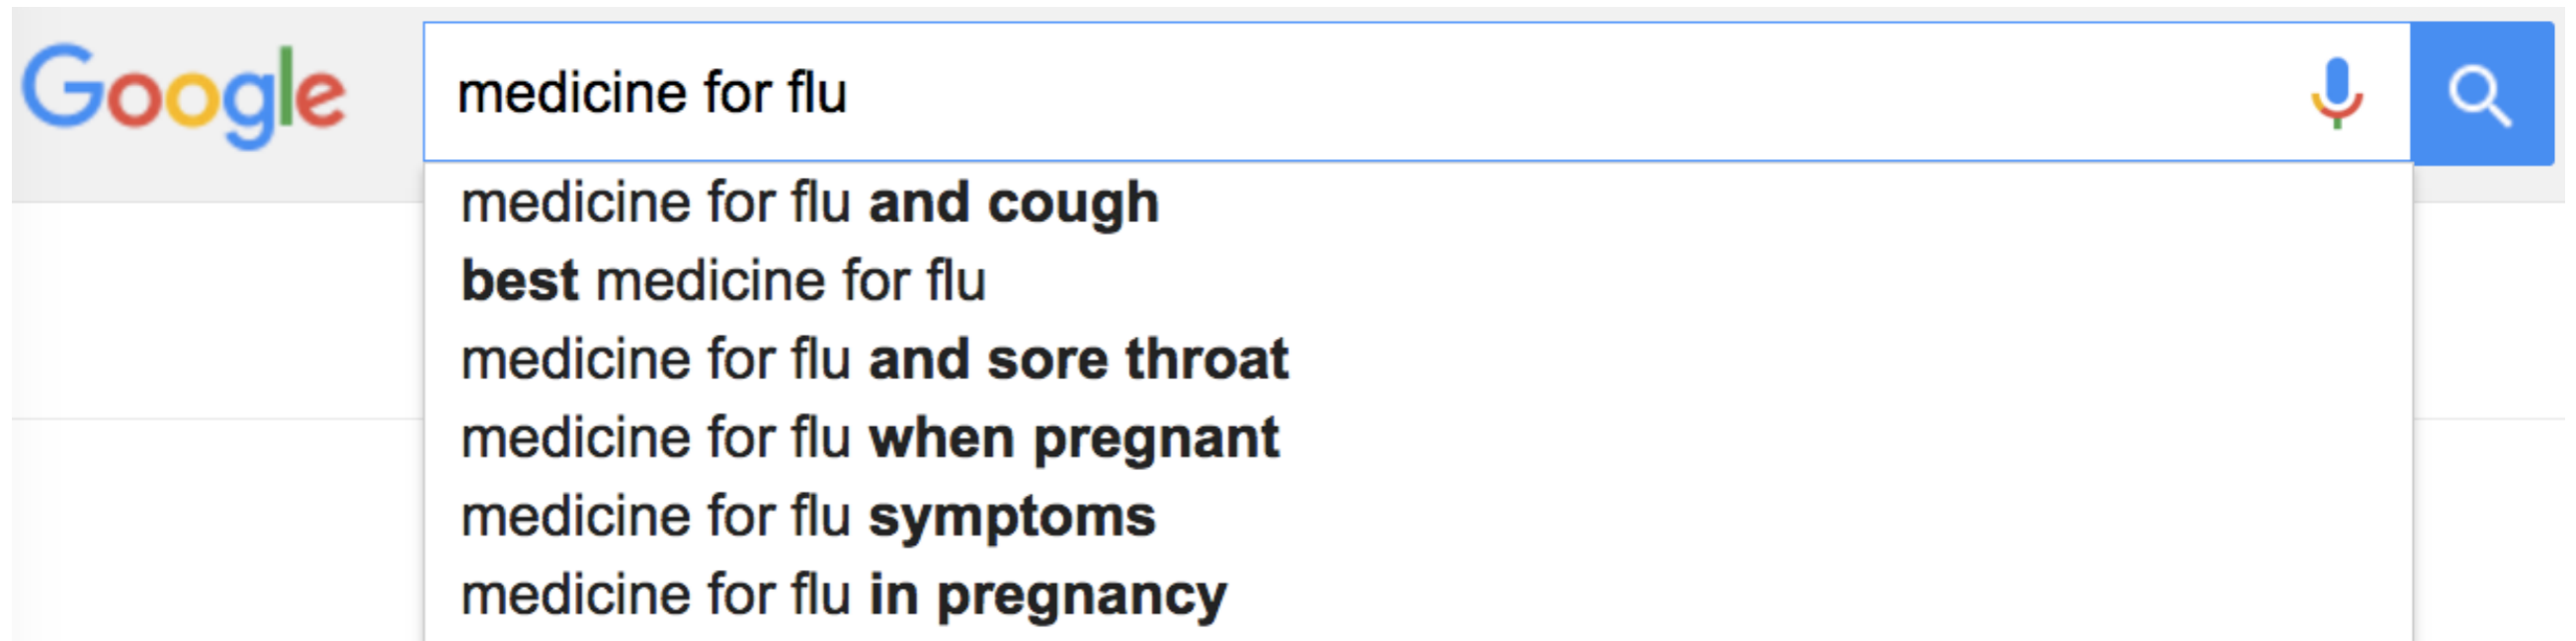 Google medicine for flu
medicine for flu and cough
best medicine for flu
medicine for flu and sore throat
medicine for flu when pregnant
medicine for flu symptoms
medicine for flu in pregnancy